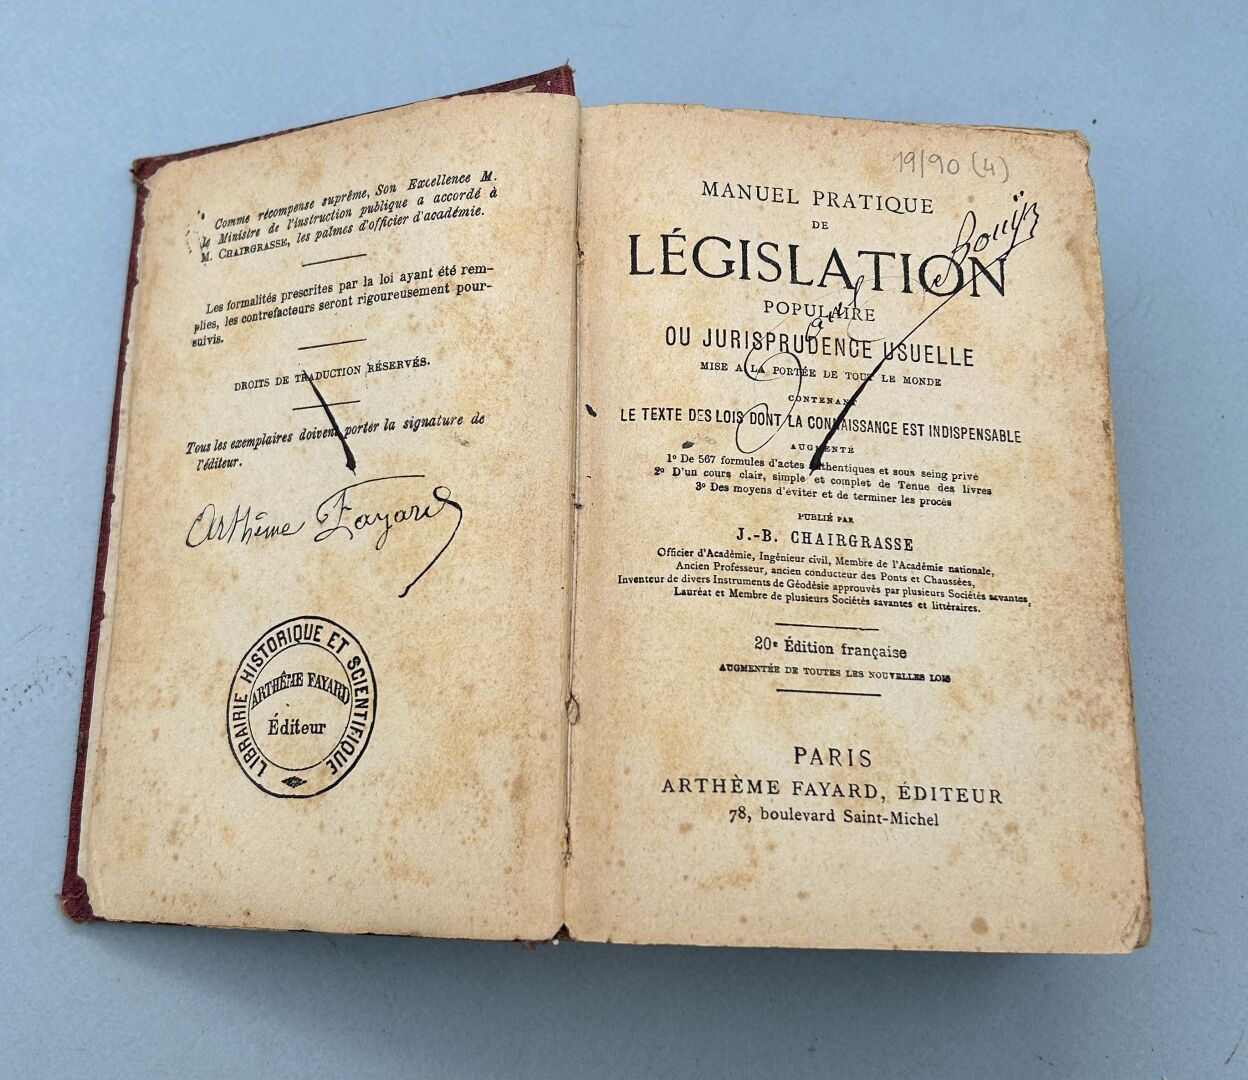 Comme récompense suprême, Son Excellence M.
le Ministre de l'instruction publique a accordé à
M. CHAIRGRASSE, les palmes d'officier d'académie.
Les formalités prescrites par la loi ayant été rem-
plies, les contrefacteurs seront rigoureusement pour-
suivis.
DROITS DE TRADUCTION RÉSERVÉS.
Tous les exemplaires doivent porter la signature de
l'éditeur.
Arthème Fayard
LIBRAIRIE HISTORIQUE ET SCIENTIFIQUE
ARTHÊME FAYARD
Éditeur
19/90 (4)
MANUEL PRATIQUE
DE
LÉGISLATION
POPULAIRE
OU JURISPRUDENCE USUELLE
MISE A LA PORTÉE DE TOUT LE MONDE
CONTENANT
LE TEXTE DES LOIS DONT LA CONNAISSANCE EST INDISPENSABLE
AUGMENTÉ
1° De 567 formules d'actes authentiques et sous seing privé
2° D'un cours clair, simple et complet de Tenue des livres
3° Des moyens d'éviter et de terminer les procès
PUBLIÉ PAR
J.-B. CHAIRGRASSE
Officier d'Académie, Ingénieur civil, Membre de l'Académie nationale,
Ancien Professeur, ancien conducteur des Ponts et Chaussées,
Inventeur de divers Instruments de Géodésie approuvés par plusieurs Sociétés savantes,
Lauréat et Membre de plusieurs Sociétés savantes et littéraires.
20e Édition française
AUGMENTÉE DE TOUTES LES NOUVELLES LOIS
PARIS
ARTHÈME FAYARD, ÉDITEUR
78, boulevard Saint-Michel